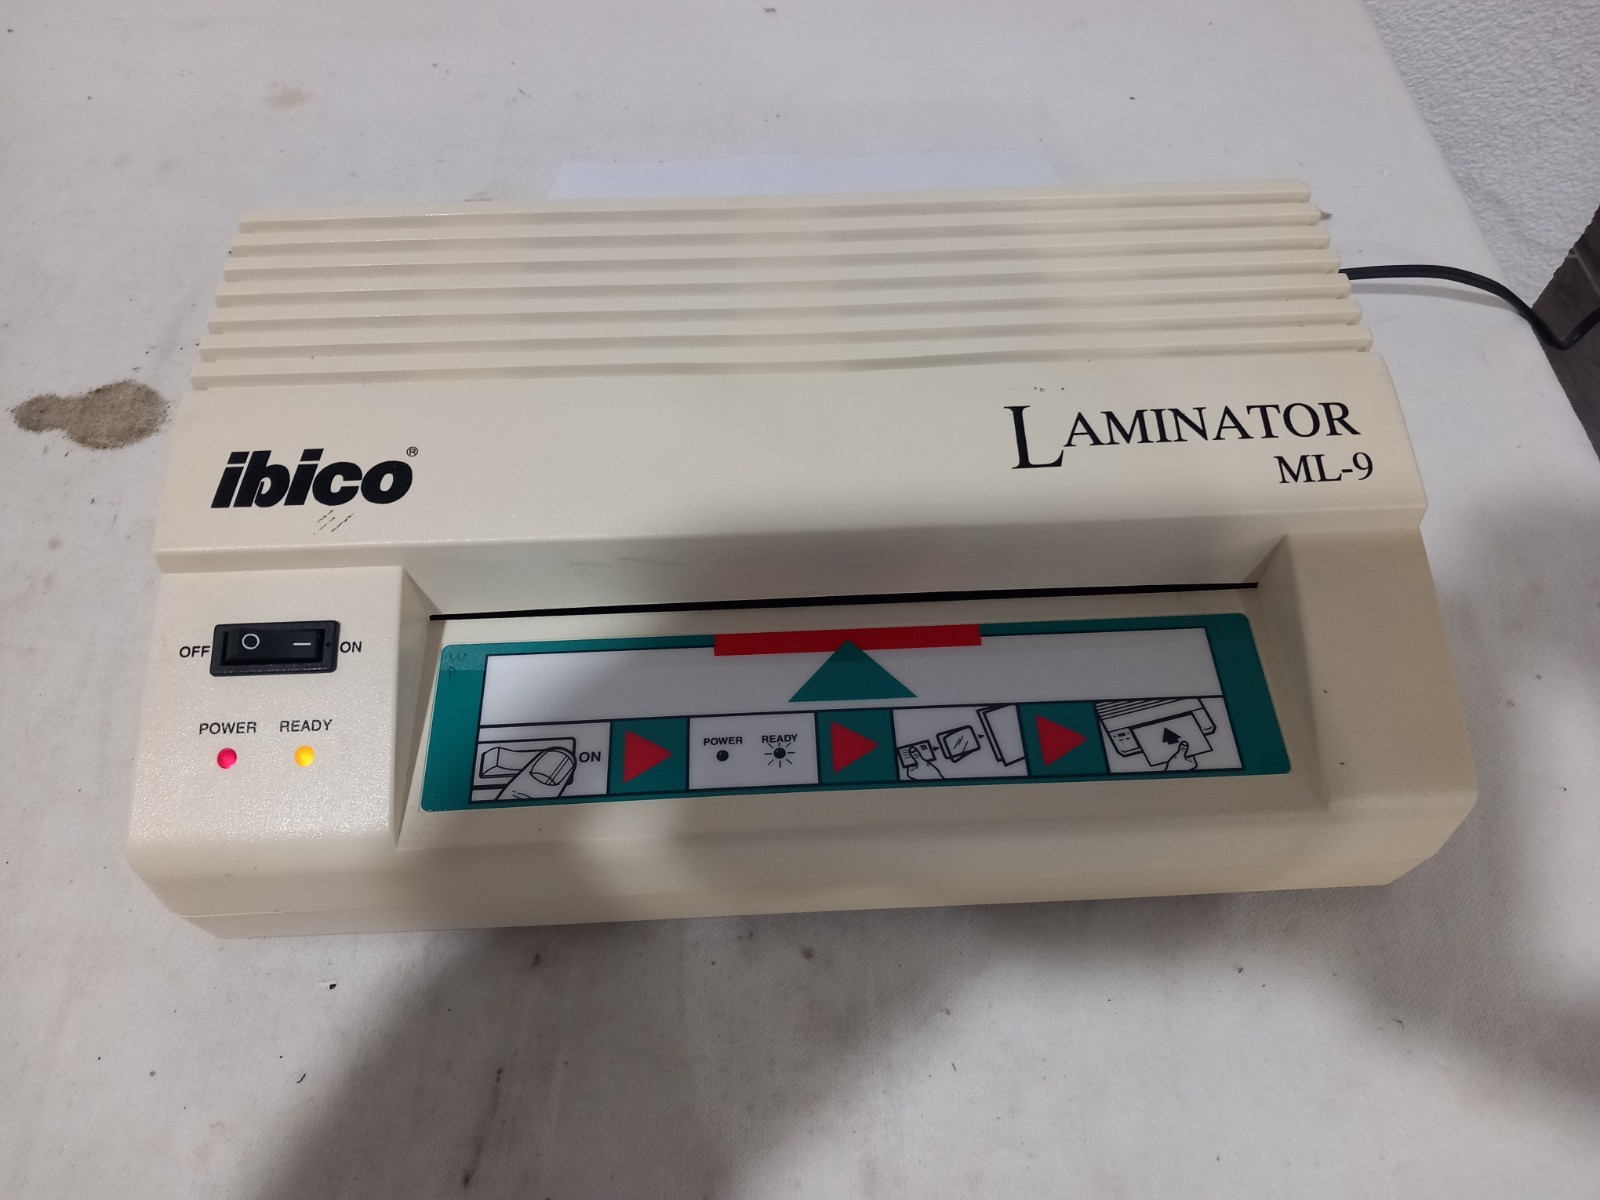 ibico®
LAMINATOR
ML-9
OFF O — ON
POWER READY
ON
POWER READY